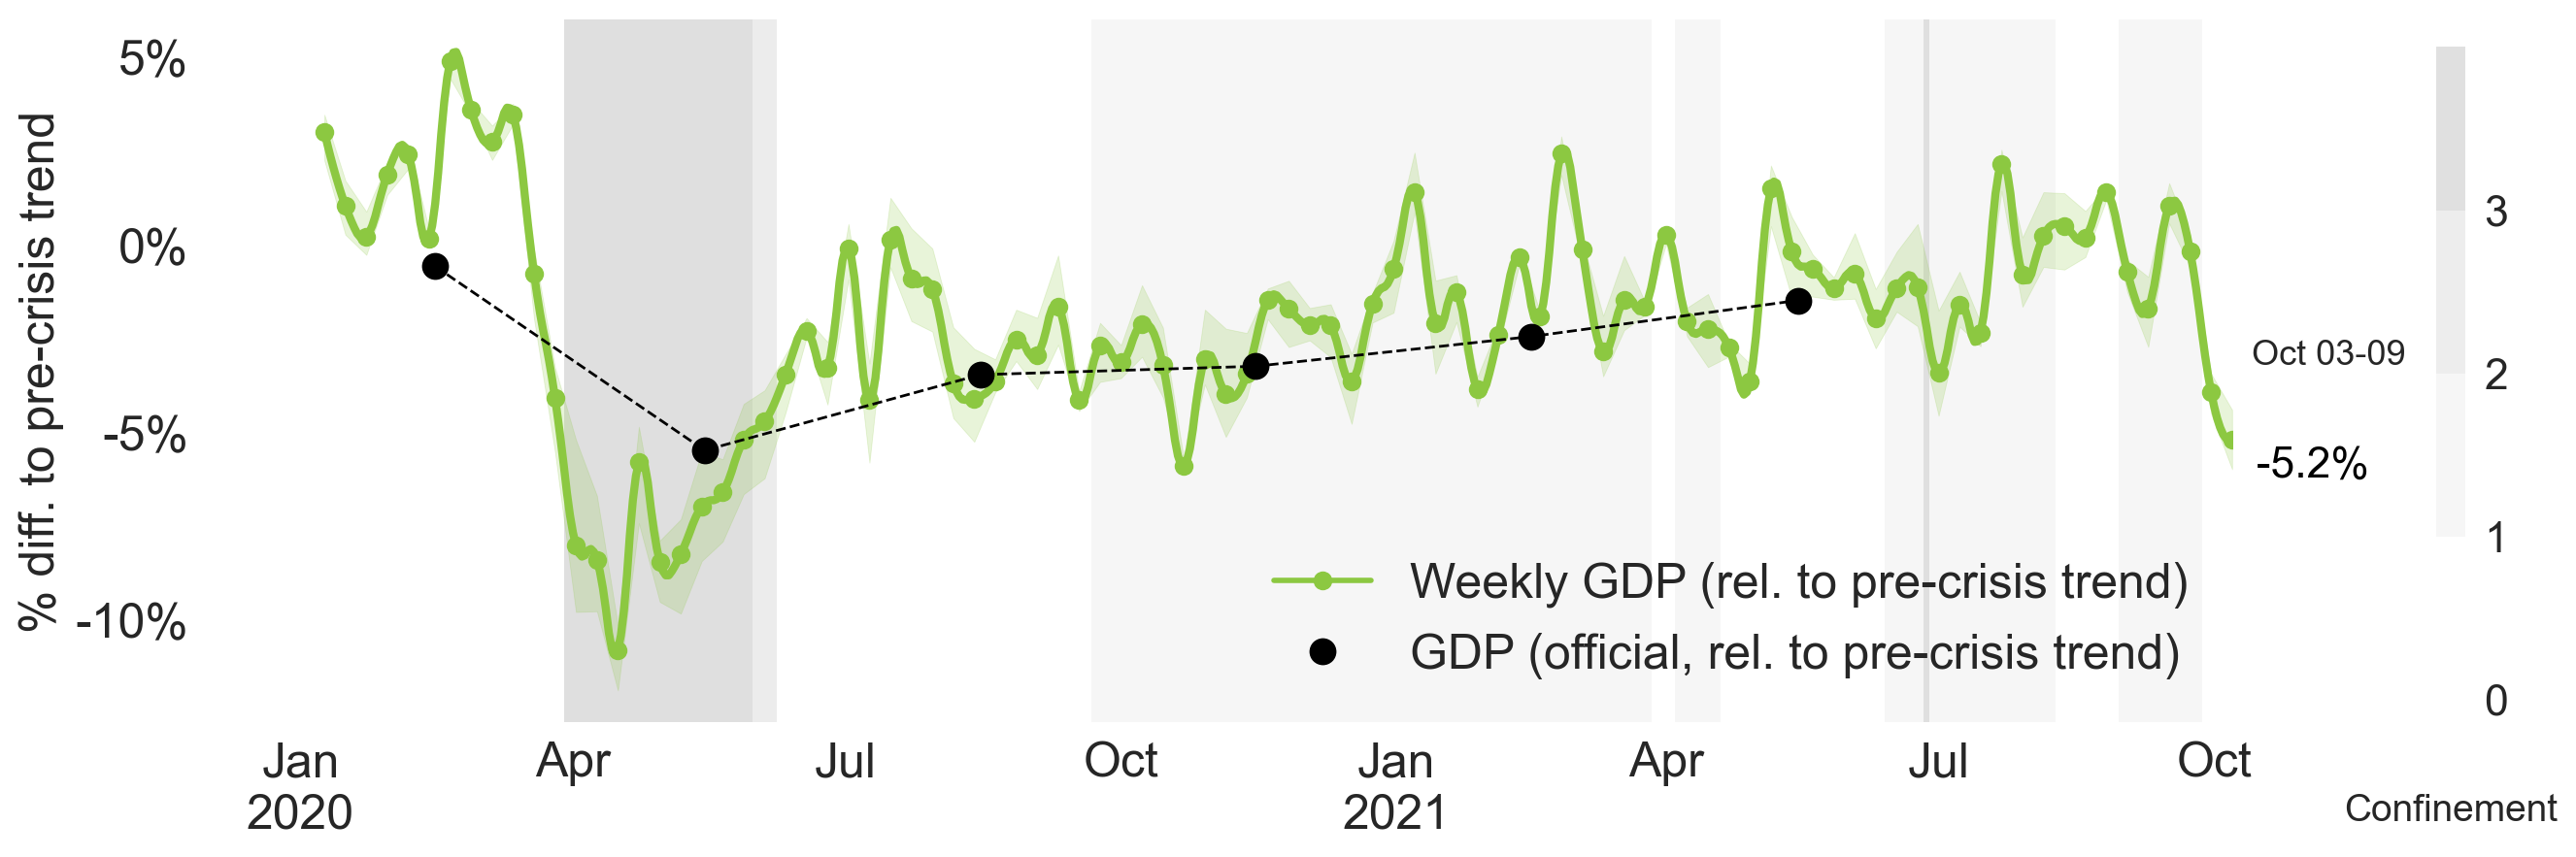 % diff. to pre-crisis trend
5%
0%
-5%
-10%
Jan
2020
Apr
Jul
Oct
Jan
2021
Apr
Jul
Oct
Oct 03-09
-5.2%
Weekly GDP (rel. to pre-crisis trend)
GDP (official, rel. to pre-crisis trend)
3
2
1
0
Confinement